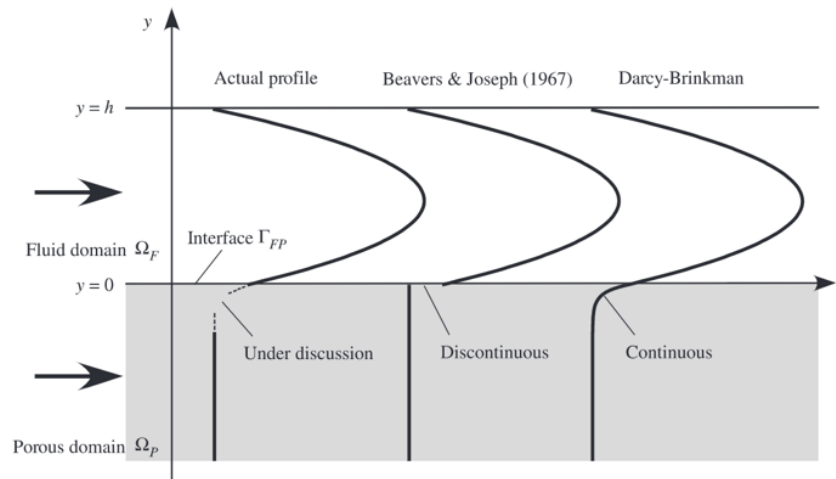 y
Actual profile
Beavers & Joseph (1967)
Darcy-Brinkman
y = h
Interface Γ_FP
Fluid domain Ω_F
y = 0
Under discussion
Discontinuous
Continuous
Porous domain Ω_P